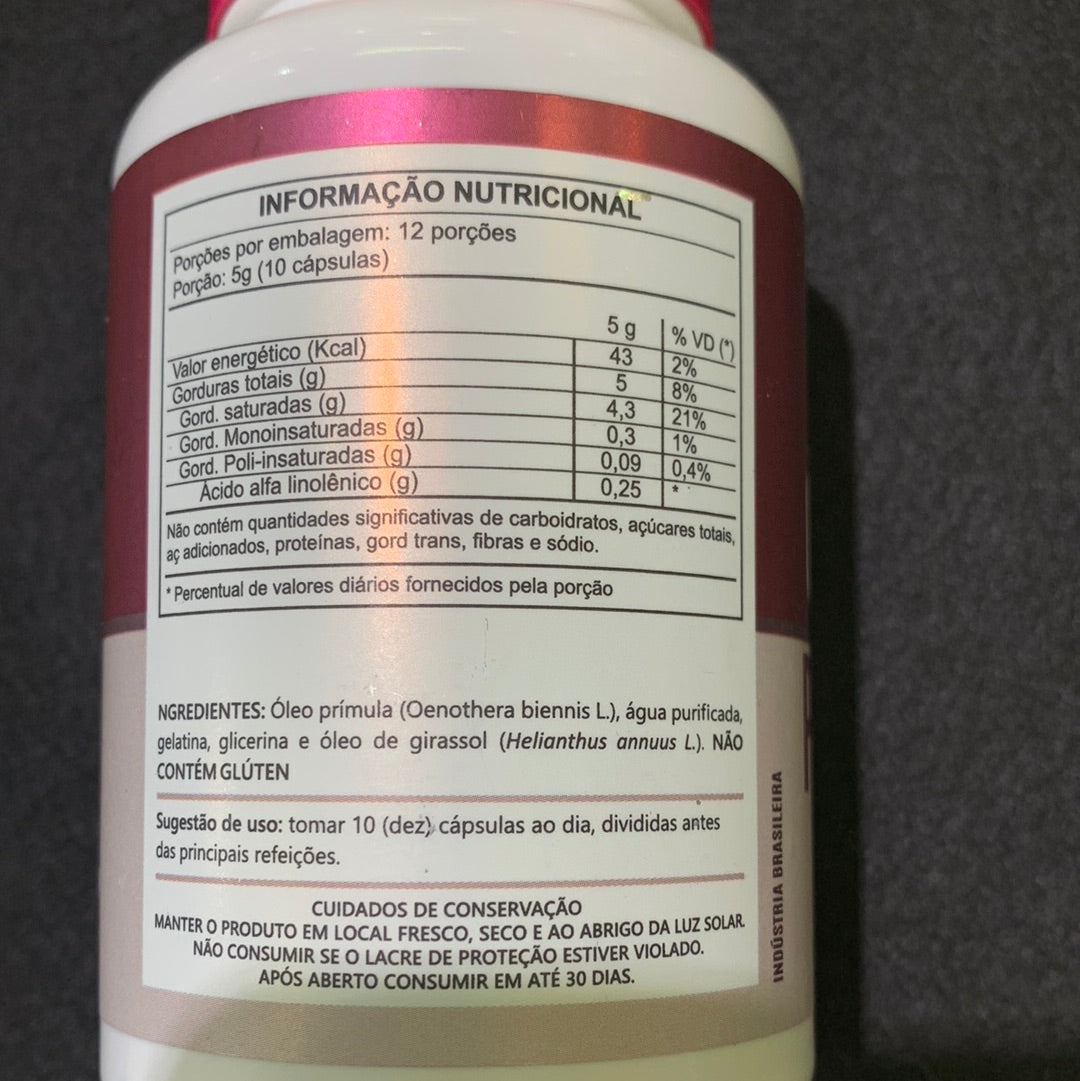 INFORMAÇÃO NUTRICIONAL
Porções por embalagem: 12 porções
Porção: 5g (10 cápsulas)
5 g % VD (*)
Valor energético (Kcal) 43 2%
Gorduras totais (g) 5 8%
Gord. saturadas (g) 4,3 21%
Gord. Monoinsaturadas (g) 0,3 1%
Gord. Poli-insaturadas (g) 0,09 0,4%
Ácido alfa linolênico (g) 0,25 *
Não contém quantidades significativas de carboidratos, açúcares totais,
aç adicionados, proteínas, gord trans, fibras e sódio.
* Percentual de valores diários fornecidos pela porção
NGREDIENTES: Óleo prímula (Oenothera biennis L.), água purificada,
gelatina, glicerina e óleo de girassol (Helianthus annuus L.). NÃO
CONTÉM GLÚTEN
Sugestão de uso: tomar 10 (dez) cápsulas ao dia, divididas antes
das principais refeições.
CUIDADOS DE CONSERVAÇÃO
MANTER O PRODUTO EM LOCAL FRESCO, SECO E AO ABRIGO DA LUZ SOLAR.
NÃO CONSUMIR SE O LACRE DE PROTEÇÃO ESTIVER VIOLADO.
APÓS ABERTO CONSUMIR EM ATÉ 30 DIAS.
INDÚSTRIA BRASILEIRA